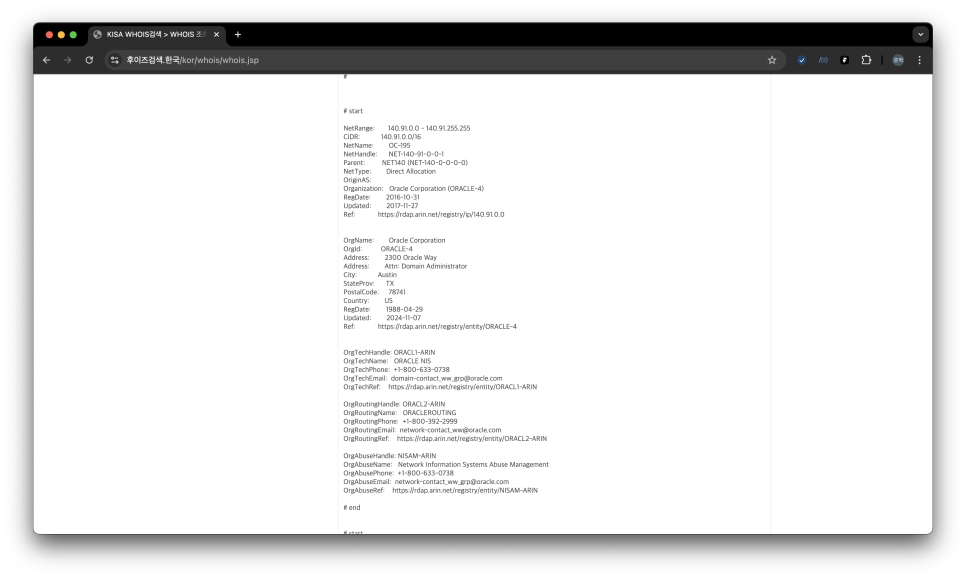 KISA WHOIS검색 > WHOIS 조
후이즈검색.한국/kor/whois/whois.jsp
#
# start
NetRange: 140.91.0.0 - 140.91.255.255
CIDR: 140.91.0.0/16
NetName: OC-195
NetHandle: NET-140-91-0-0-1
Parent: NET140 (NET-140-0-0-0-0)
NetType: Direct Allocation
OriginAS:
Organization: Oracle Corporation (ORACLE-4)
RegDate: 2016-10-31
Updated: 2017-11-27
Ref: https://rdap.arin.net/registry/ip/140.91.0.0
OrgName: Oracle Corporation
OrgId: ORACLE-4
Address: 2300 Oracle Way
Address: Attn: Domain Administrator
City: Austin
StateProv: TX
PostalCode: 78741
Country: US
RegDate: 1988-04-29
Updated: 2024-11-07
Ref: https://rdap.arin.net/registry/entity/ORACLE-4
OrgTechHandle: ORACL1-ARIN
OrgTechName: ORACLE NIS
OrgTechPhone: +1-800-633-0738
OrgTechEmail: domain-contact_ww_grp@oracle.com
OrgTechRef: https://rdap.arin.net/registry/entity/ORACL1-ARIN
OrgRoutingHandle: ORACL2-ARIN
OrgRoutingName: ORACLEROUTING
OrgRoutingPhone: +1-800-392-2999
OrgRoutingEmail: network-contact_ww@oracle.com
OrgRoutingRef: https://rdap.arin.net/registry/entity/ORACL2-ARIN
OrgAbuseHandle: NISAM-ARIN
OrgAbuseName: Network Information Systems Abuse Management
OrgAbusePhone: +1-800-633-0738
OrgAbuseEmail: network-contact_ww_grp@oracle.com
OrgAbuseRef: https://rdap.arin.net/registry/entity/NISAM-ARIN
# end
# start